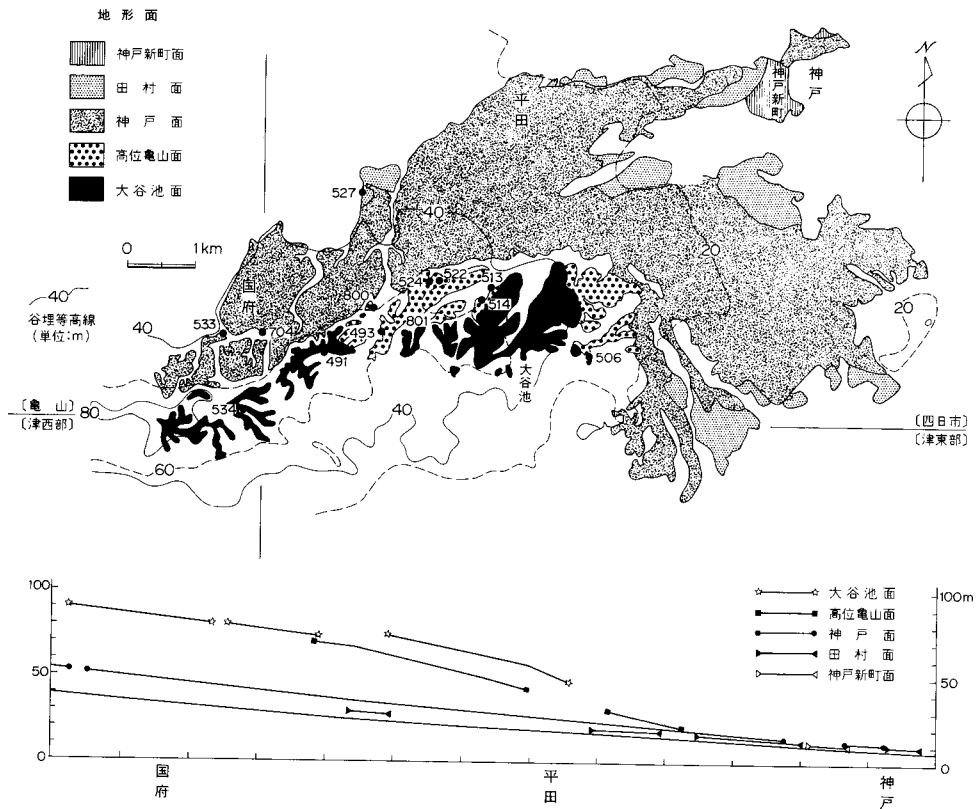 地形面
神戸新町面
田村面
神戸面
高位亀山面
大谷池面
0 1km
40
谷埋等高線
(単位:m)
N
平田
神戸新町
神戸
527
40
20
国府
800
524
522
513
514
533
704
40
493
801
491
506
20
大谷池
534
40
〔亀山〕
〔津西部〕
80
60
〔四日市〕
〔津東部〕
100
50
0
100m
50
0
大谷池面
高位亀山面
神戸面
田村面
神戸新町面
国府
平田
神戸